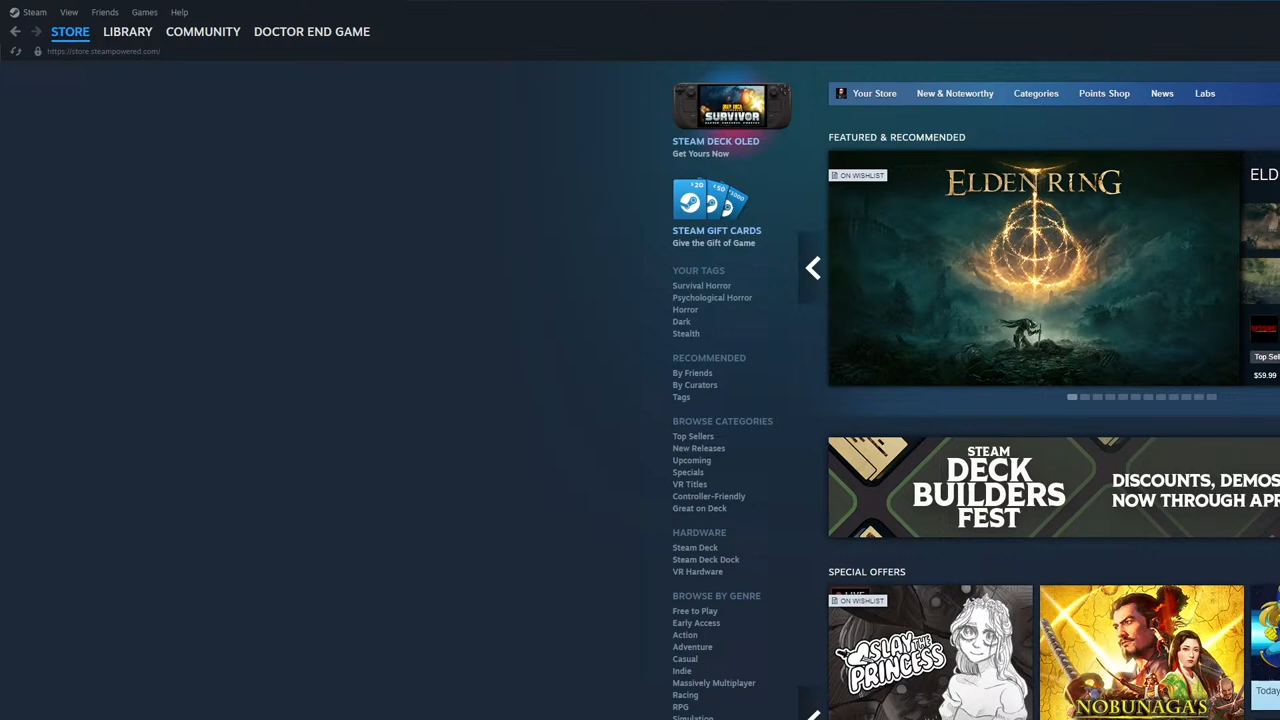 Steam View Friends Games Help
STORE LIBRARY COMMUNITY DOCTOR END GAME
https://store.steampowered.com/
SURVIVOR
STEAM DECK OLED
Get Yours Now
$20 $50 $1000
STEAM GIFT CARDS
Give the Gift of Game
YOUR TAGS
Survival Horror
Psychological Horror
Horror
Dark
Stealth
RECOMMENDED
By Friends
By Curators
Tags
BROWSE CATEGORIES
Top Sellers
New Releases
Upcoming
Specials
VR Titles
Controller-Friendly
Great on Deck
HARDWARE
Steam Deck
Steam Deck Dock
VR Hardware
BROWSE BY GENRE
Free to Play
Early Access
Action
Adventure
Casual
Indie
Massively Multiplayer
Racing
RPG
Simulation
Your Store New & Noteworthy Categories Points Shop News Labs
FEATURED & RECOMMENDED
ON WISHLIST
ELDEN RING
ELD
Top Sell
$59.99
STEAM
DECK
BUILDERS
FEST
DISCOUNTS, DEMOS
NOW THROUGH APR
SPECIAL OFFERS
LIVE
ON WISHLIST
SLAY THE
PRINCESS
NOBUNAGA'S
Today